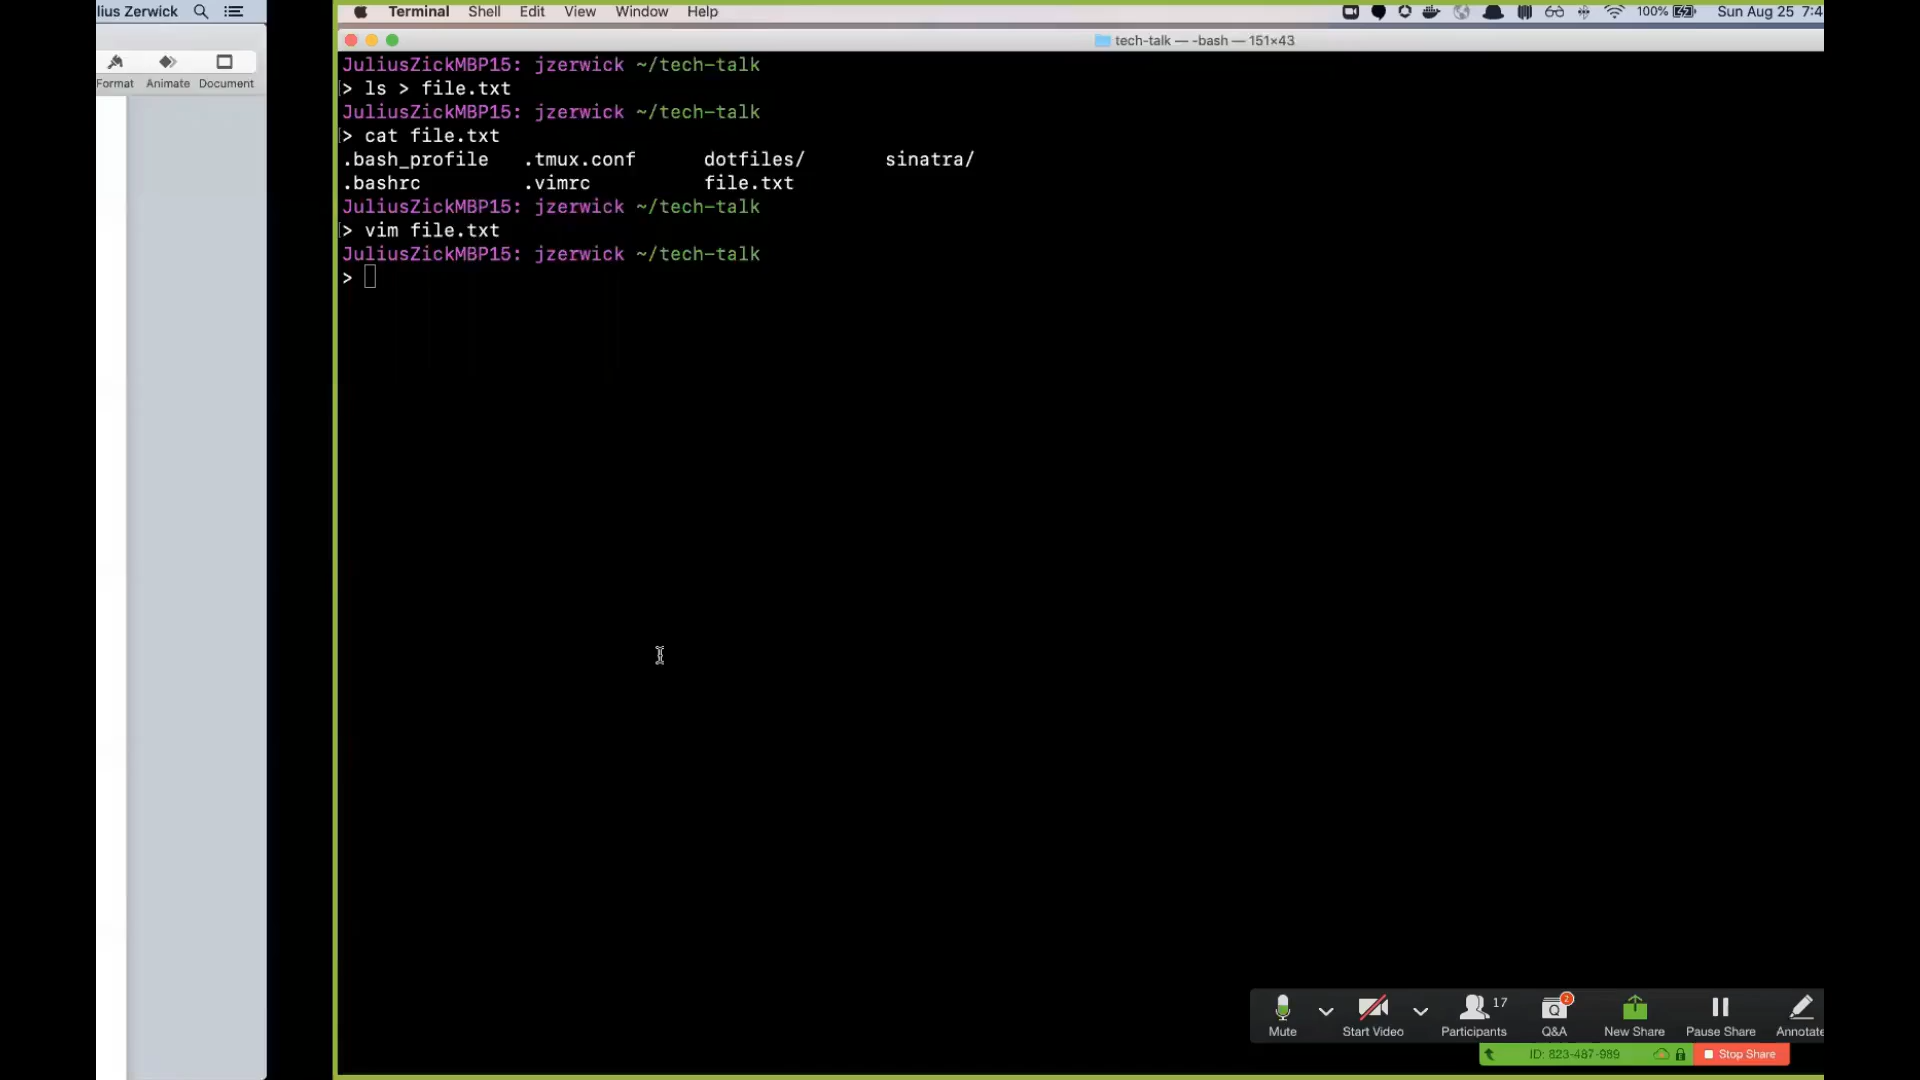 lius Zerwick
Format Animate Document
Terminal Shell Edit View Window Help 100% Sun Aug 25 7:4
tech-talk — -bash — 151×43
JuliusZickMBP15: jzerwick ~/tech-talk
> ls > file.txt
JuliusZickMBP15: jzerwick ~/tech-talk
> cat file.txt
.bash_profile .tmux.conf dotfiles/ sinatra/
.bashrc .vimrc file.txt
JuliusZickMBP15: jzerwick ~/tech-talk
> vim file.txt
JuliusZickMBP15: jzerwick ~/tech-talk
>
17 2
Mute Start Video Participants Q&A New Share Pause Share Annotate
ID: 823-487-989 Stop Share